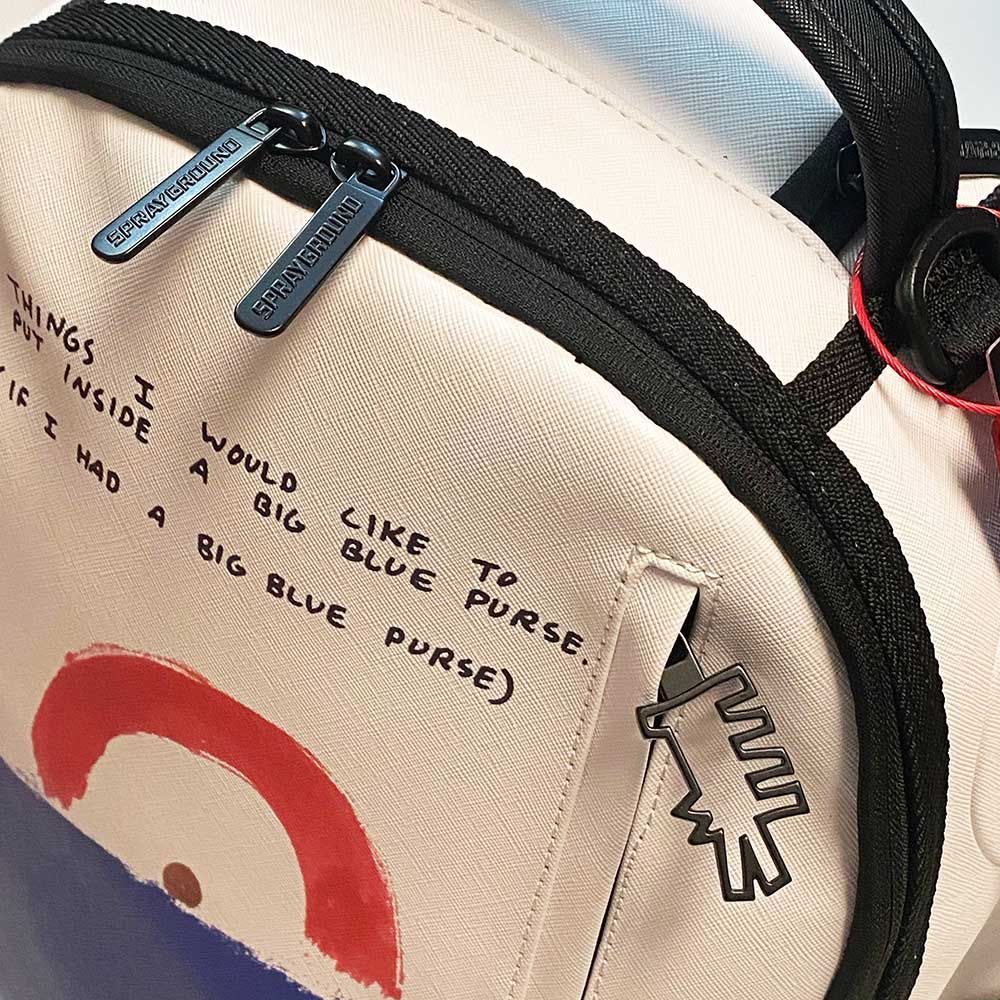 SPRAYGROUND
SPRAYGROUND
THINGS I WOULD LIKE TO
PUT INSIDE A BIG BLUE PURSE.
(IF I HAD A BIG BLUE PURSE)